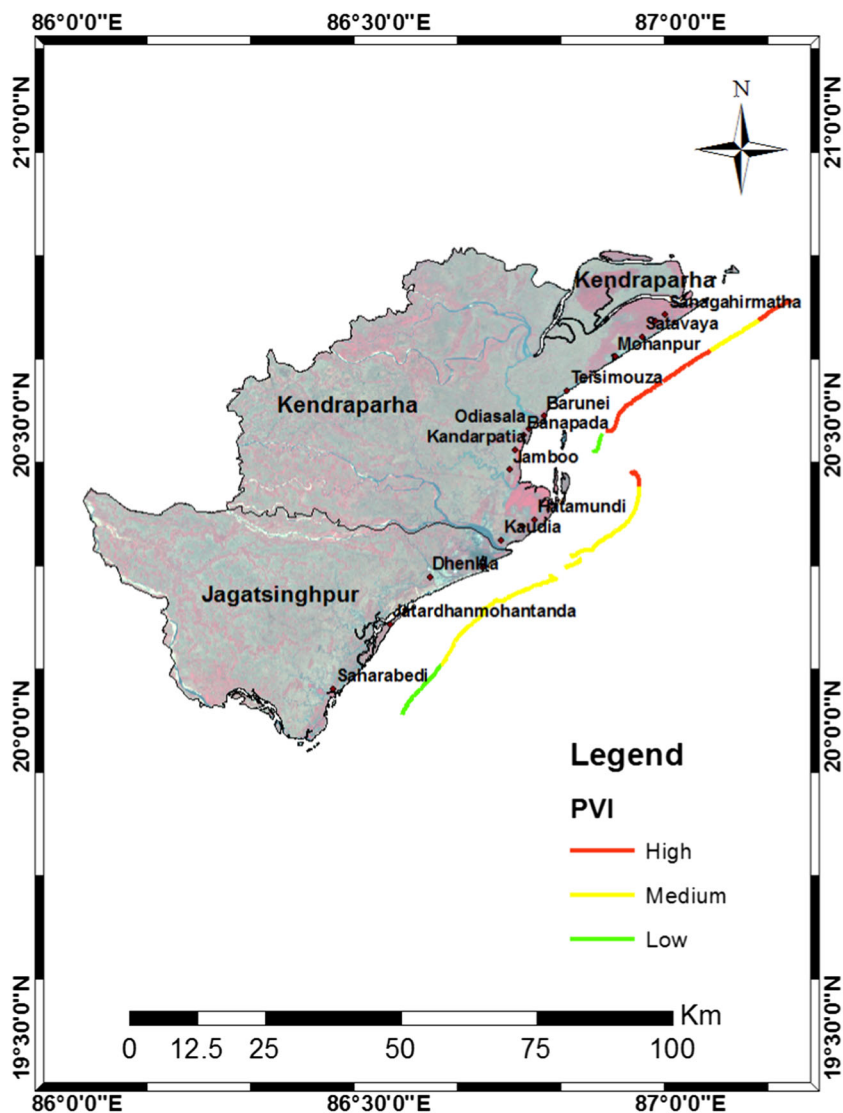 86°0'0"E 86°30'0"E 87°0'0"E
N
21°0'0"N 21°0'0"N
Kendraparha
Sanagahirmatha
Satavaya
Mohanpur
Teisimouza
Kendraparha
Barunei
Odiasala
Banapada
Kandarpatia
20°30'0"N 20°30'0"N
Jamboo
Hatamundi
Kaudia
Dhenkia
Jagatsinghpur
Jatardhanmohantanda
Saharabedi
20°0'0"N 20°0'0"N
Legend
PVI
High
Medium
Low
19°30'0"N 19°30'0"N
Km
0 12.5 25 50 75 100
86°0'0"E 86°30'0"E 87°0'0"E